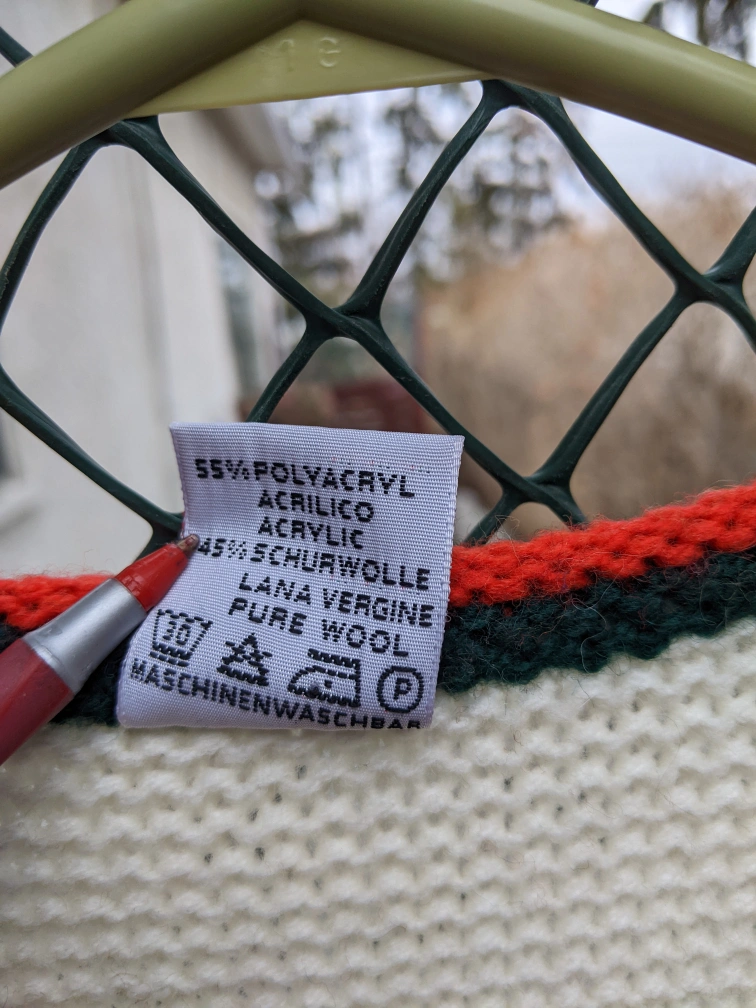 55% POLYACRYL
ACRILICO
ACRYLIC
45% SCHURWOLLE
LANA VERGINE
PURE WOOL
30 P
MASCHINENWASCHBAR